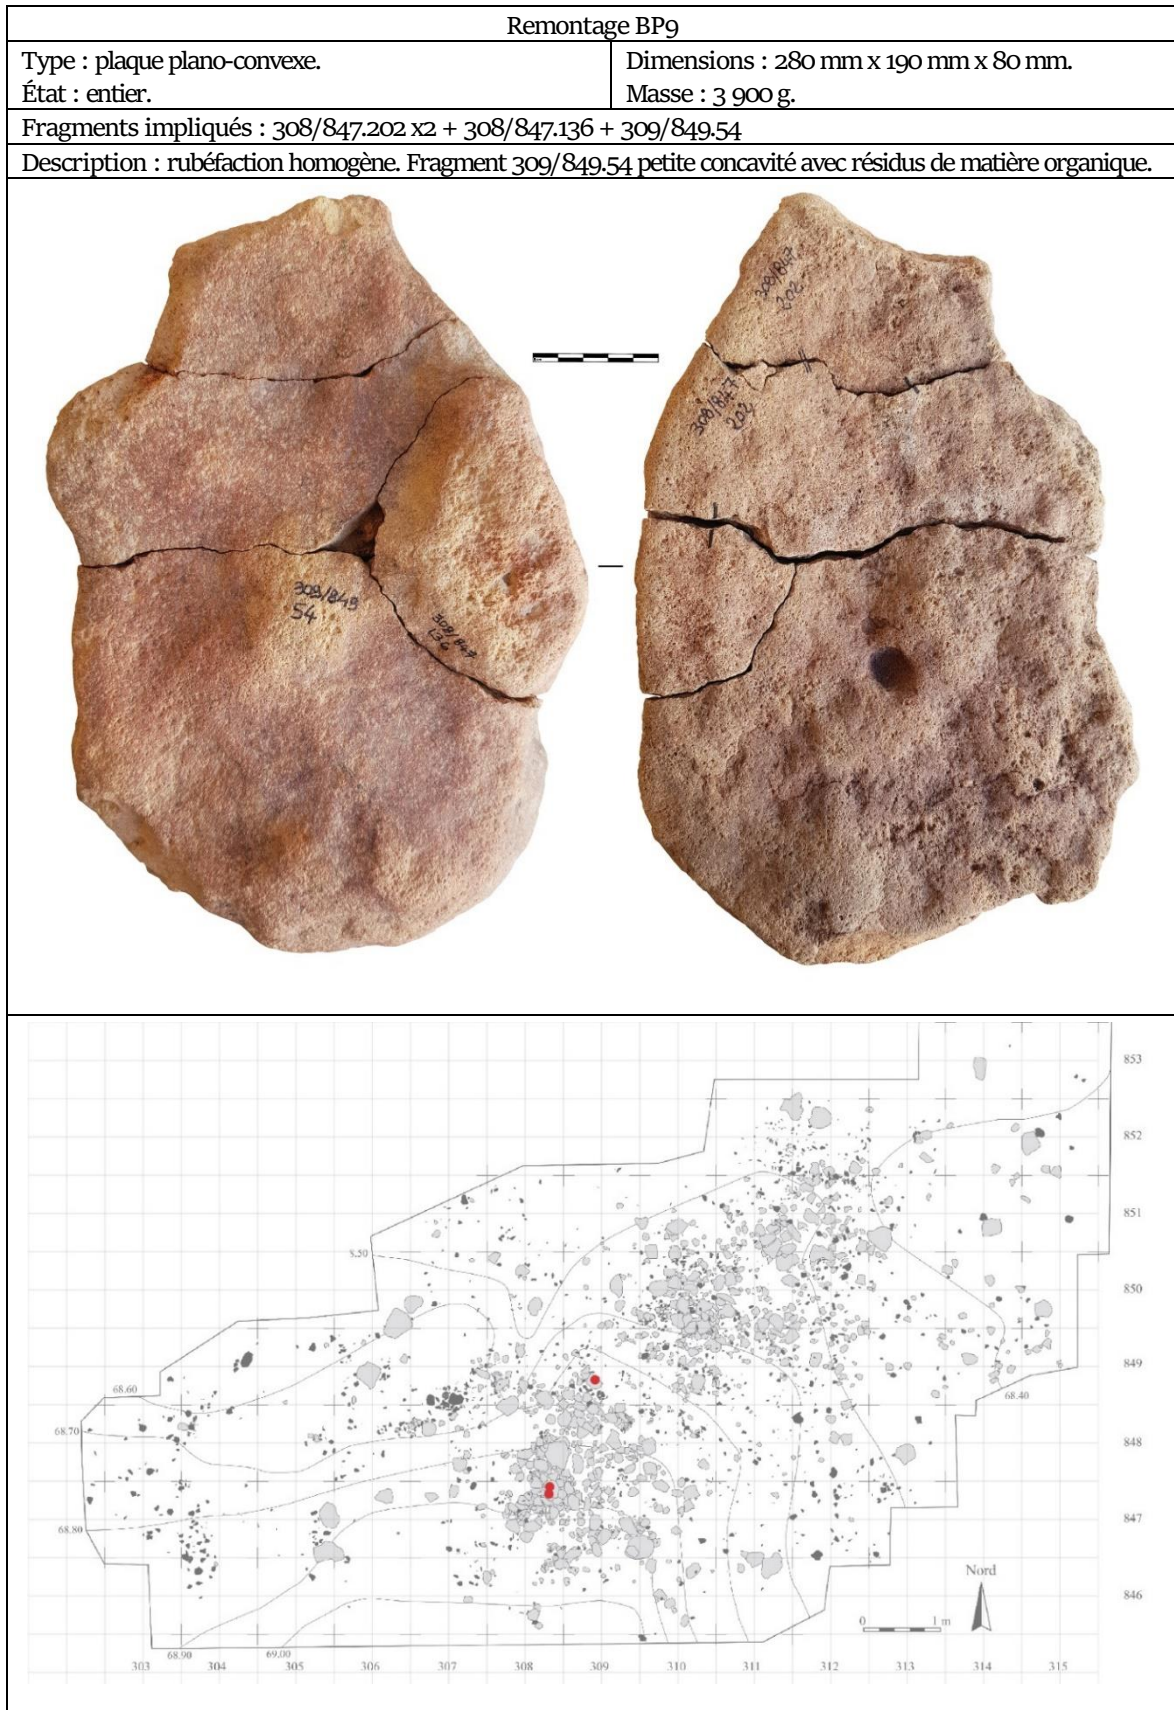 Remontage BP9
Type : plaque plano-convexe.
État : entier.
Dimensions : 280 mm x 190 mm x 80 mm.
Masse : 3 900 g.
Fragments impliqués : 308/847.202 x2 + 308/847.136 + 309/849.54
Description : rubéfaction homogène. Fragment 309/849.54 petite concavité avec résidus de matière organique.
308/847
202
308/847
202
309/849
54
308/847
136
853
852
851
850
849
848
847
846
8.50
68.60
68.70
68.80
68.90
69.00
68.40
Nord
0 1 m
303 304 305 306 307 308 309 310 311 312 313 314 315